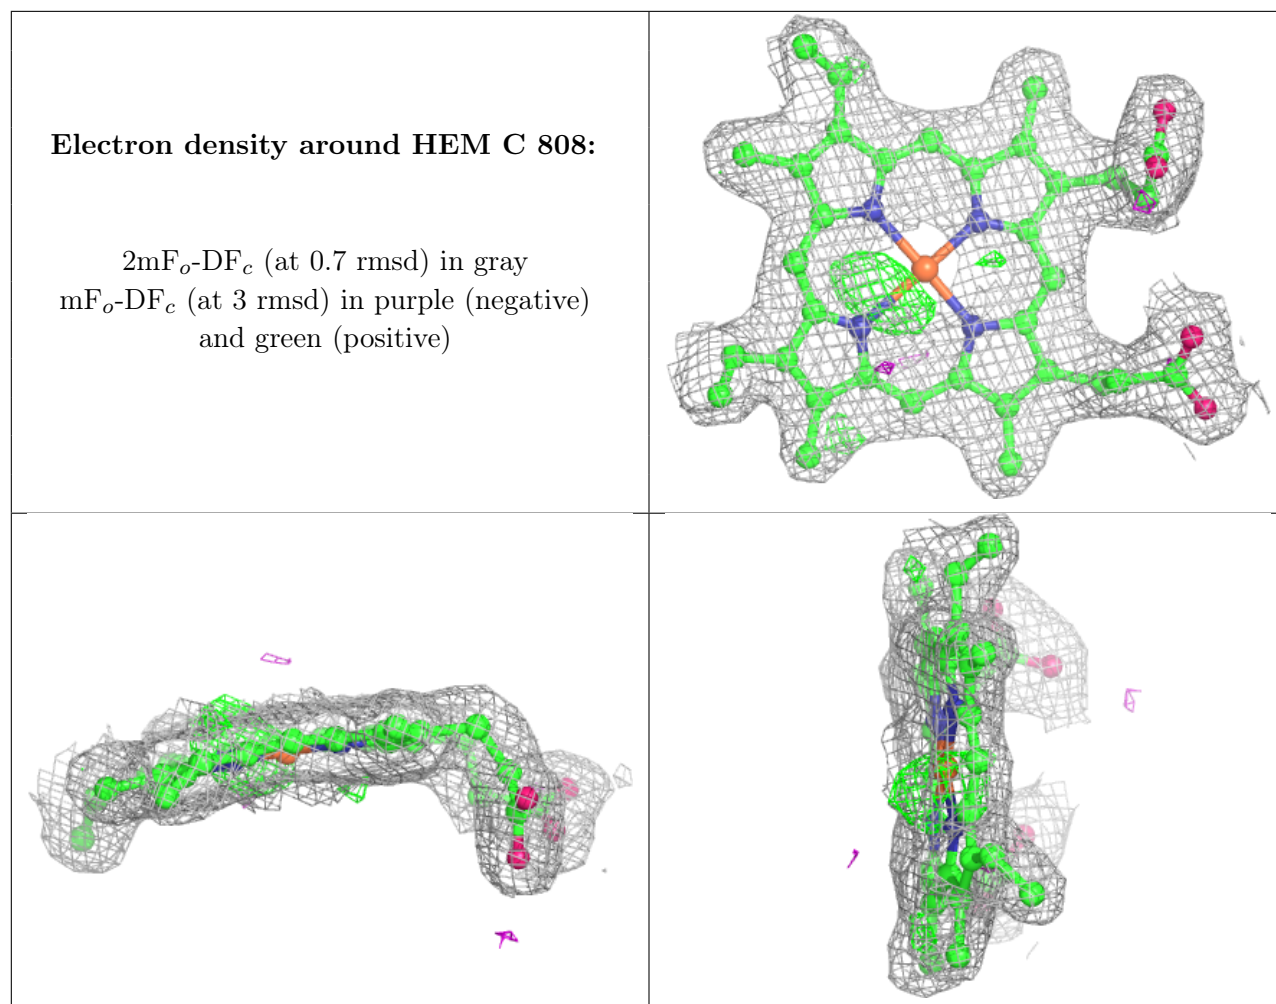 Electron density around HEM C 808:
2mFo-DFc (at 0.7 rmsd) in gray
mFo-DFc (at 3 rmsd) in purple (negative)
and green (positive)